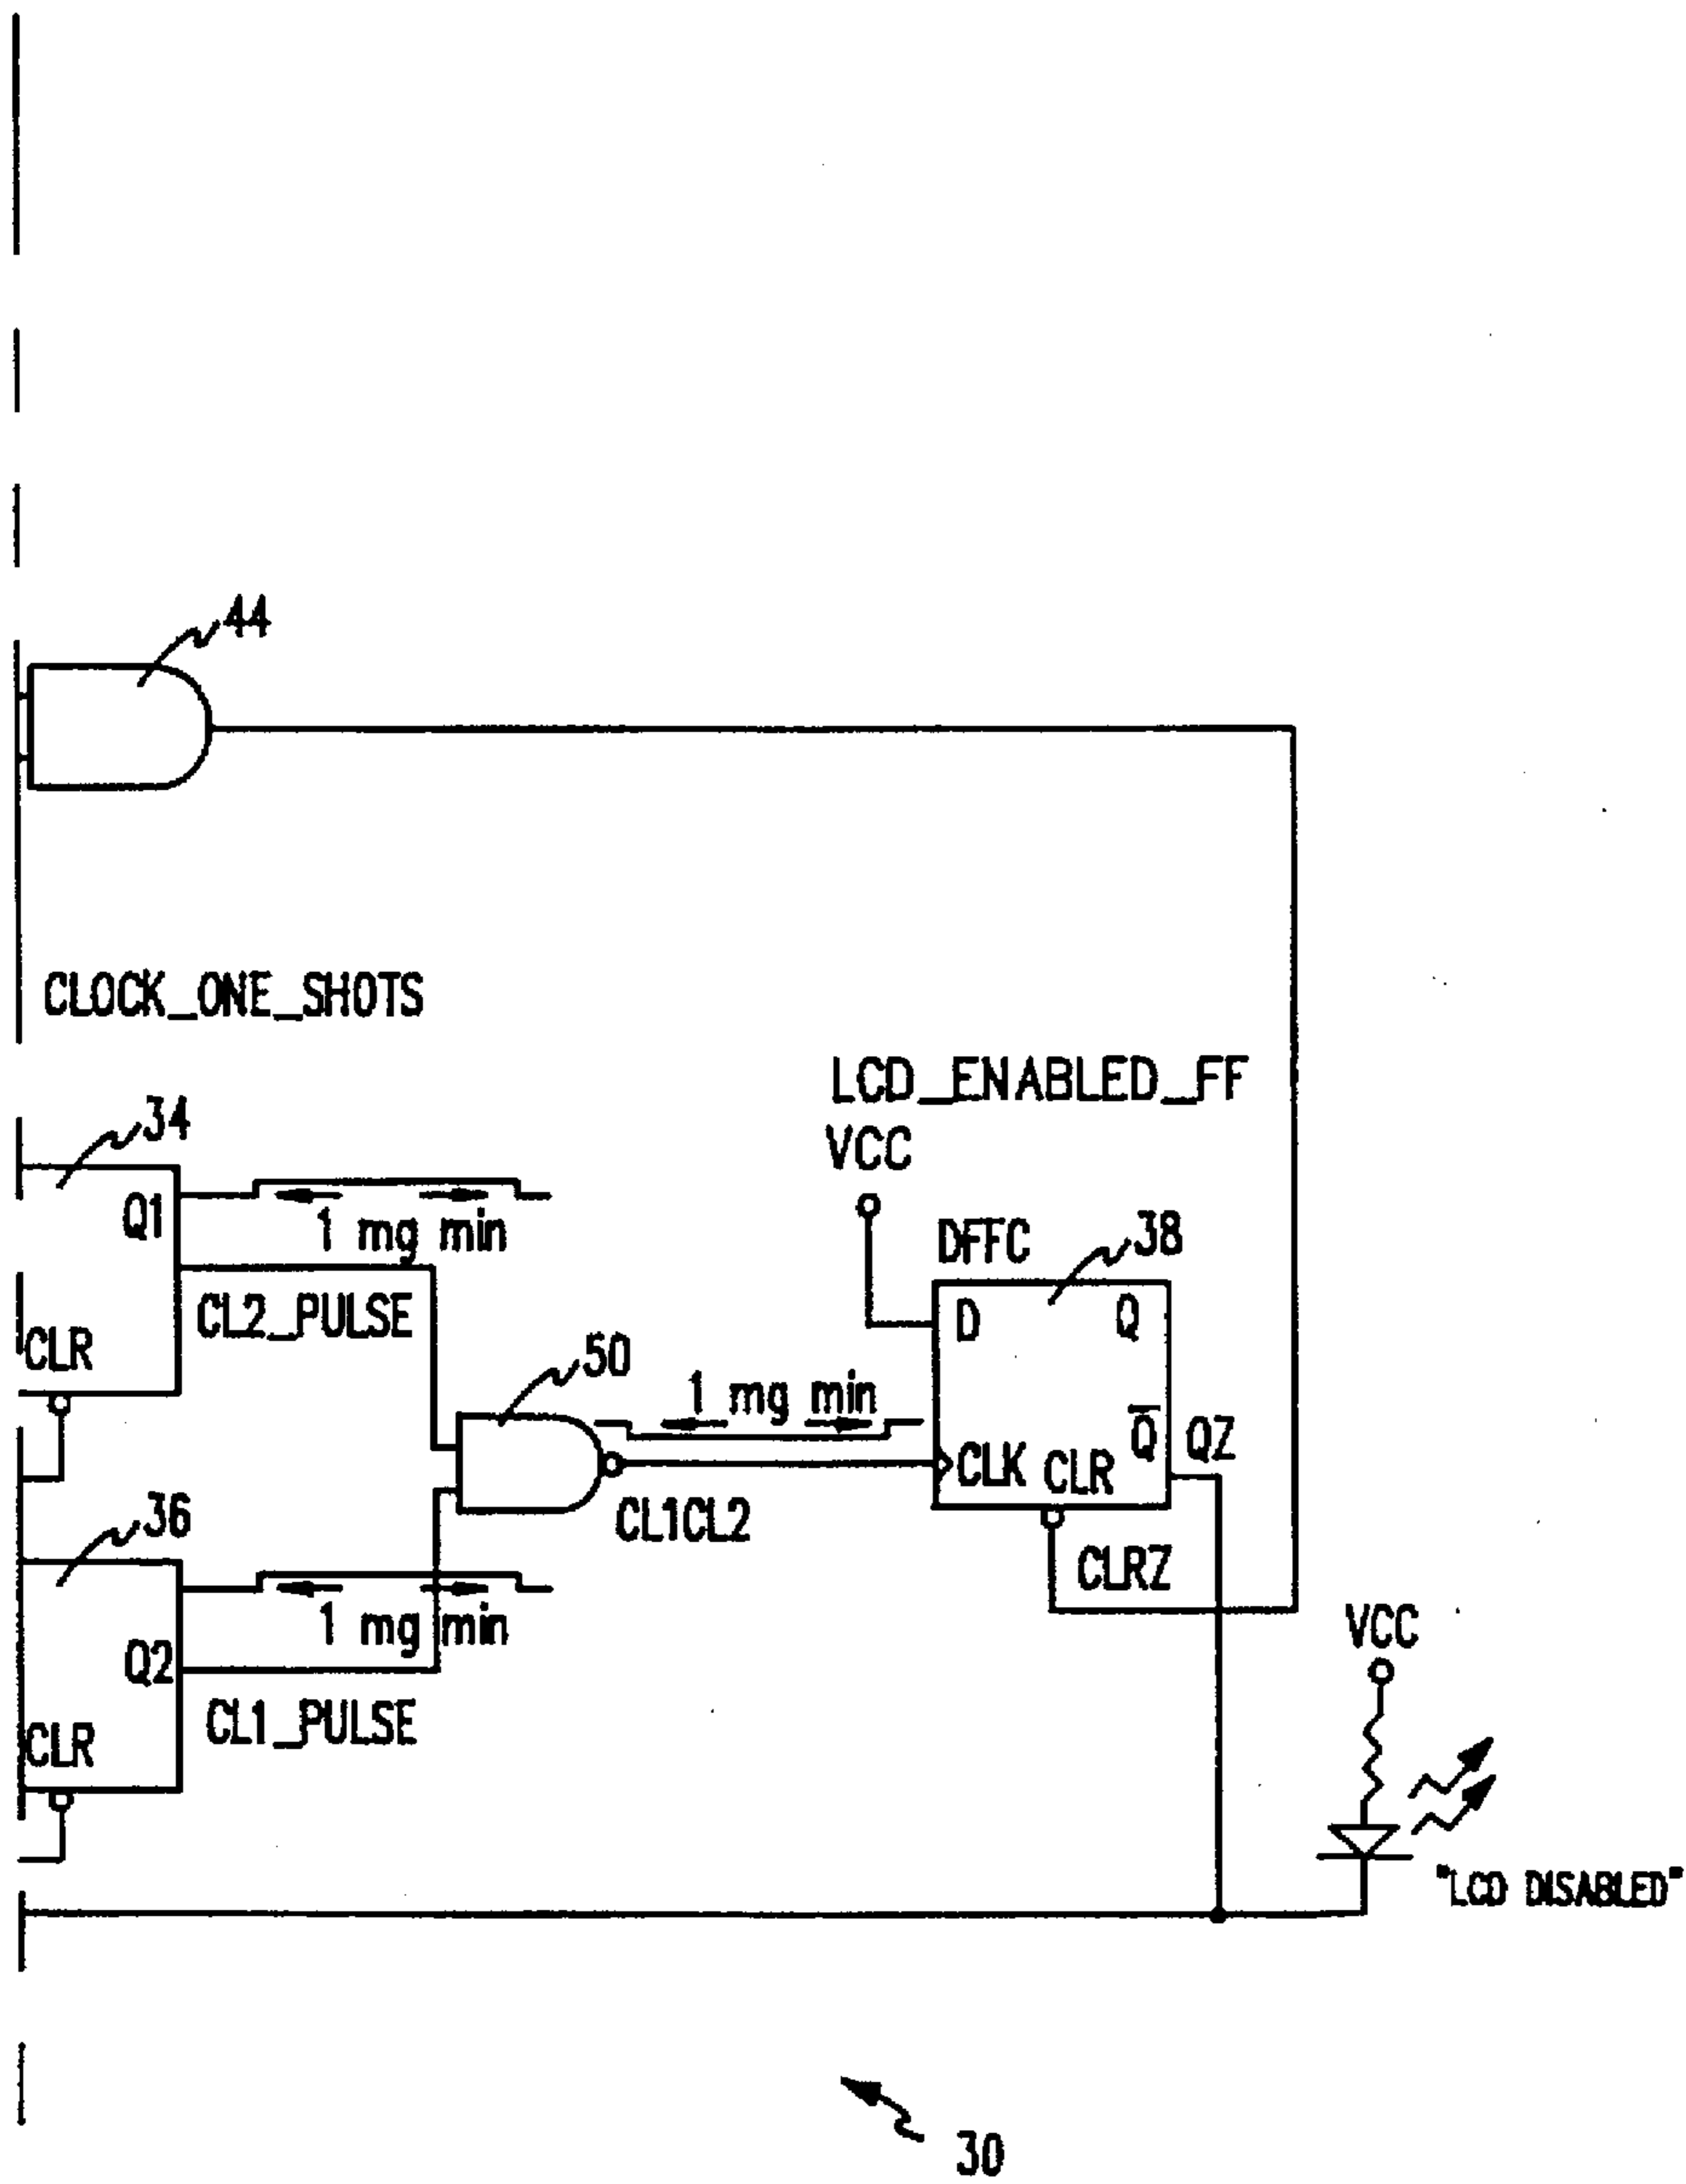 44
CLOCK_ONE_SHOTS
LCD_ENABLED_FF
34
VCC
Q1
1 mg min
DFFC
38
CL2_PULSE
D
Q
CLR
50
1 mg min
Q
QZ
CLK
CLR
36
CL1CL2
CLRZ
1 mg min
VCC
Q2
CL1_PULSE
CLR
"LCD DISABLED"
30